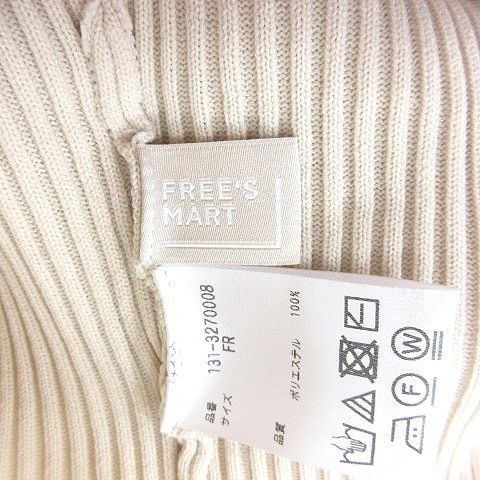 FREE'S
MART
品番 131-3270008
サイズ FR
品質 ポリエステル 100%
F
W